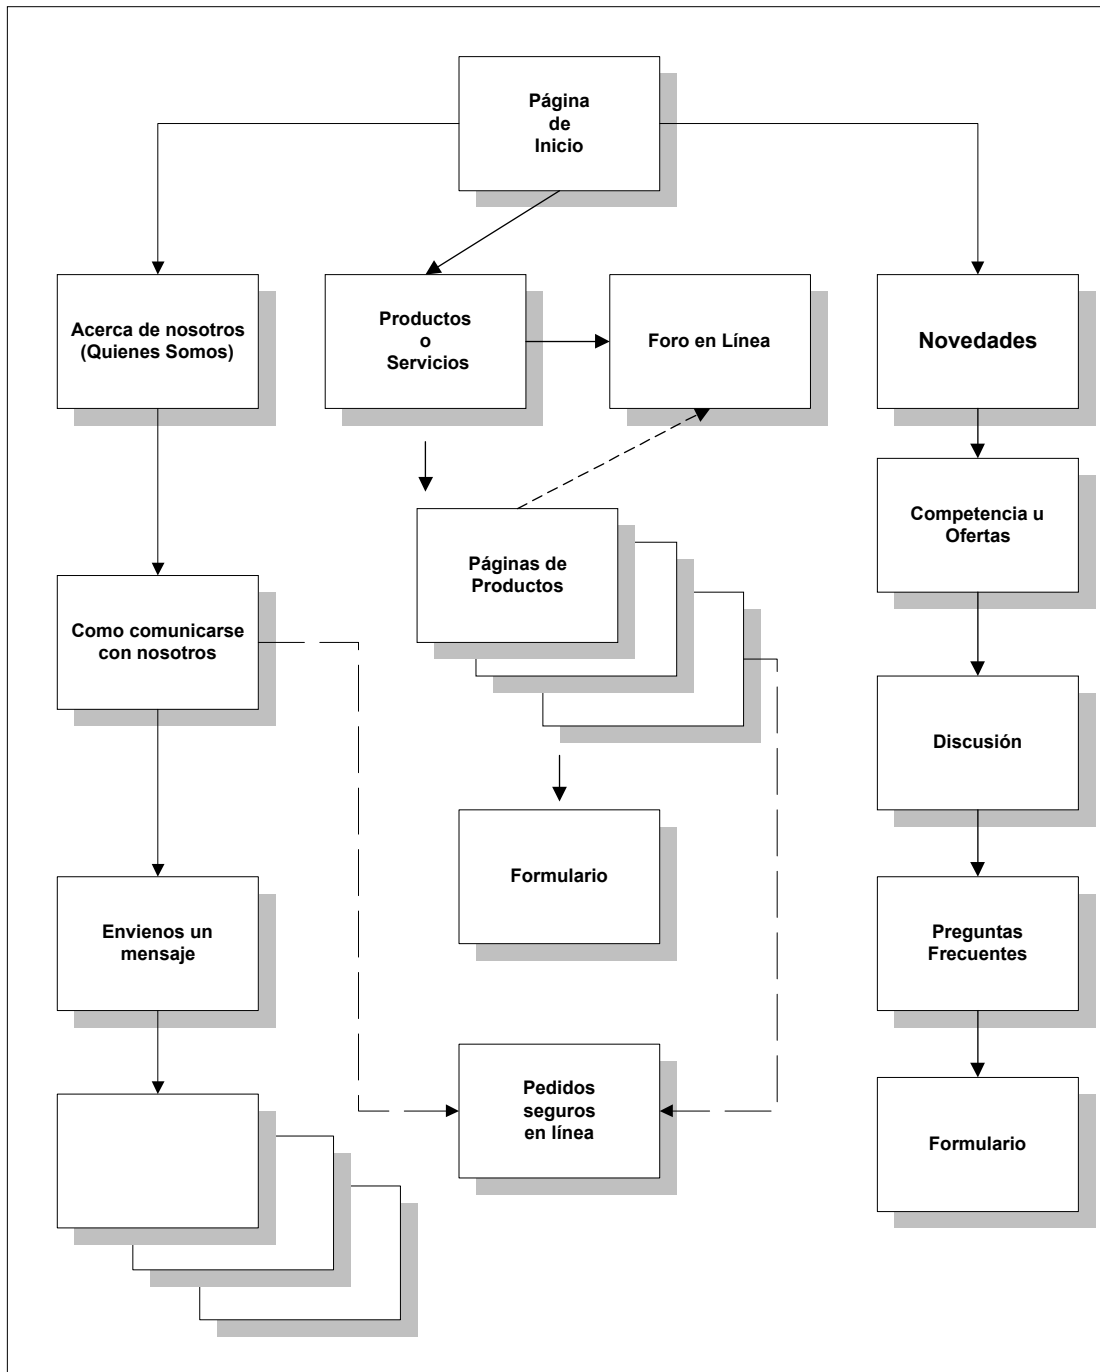 Página
de
Inicio
Acerca de nosotros
(Quienes Somos)
Productos
o
Servicios
Foro en Línea
Novedades
Competencia u
Ofertas
Páginas de
Productos
Como comunicarse
con nosotros
Discusión
Formulario
Envienos un
mensaje
Preguntas
Frecuentes
Pedidos
seguros
en línea
Formulario